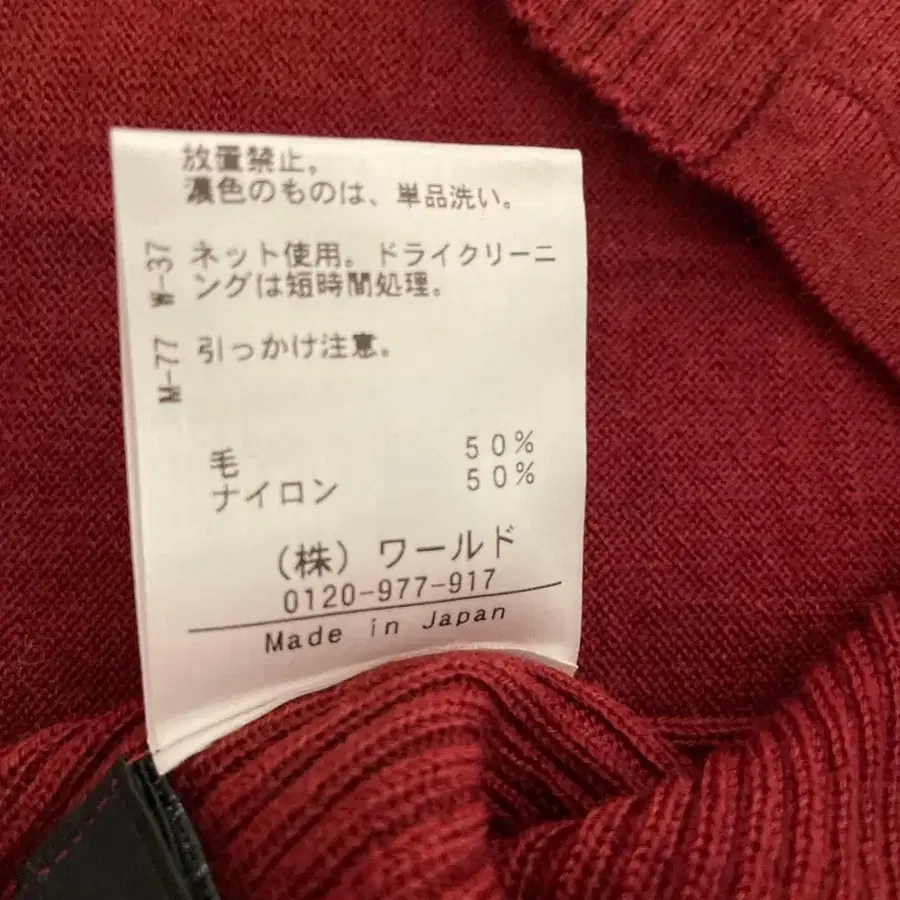 放置禁止。
濃色のものは、単品洗い。
W-37
ネット使用。ドライクリーニ
ングは短時間処理。
M-77
引っかけ注意。
毛 50%
ナイロン 50%
(株) ワールド
0120-977-917
Made in Japan